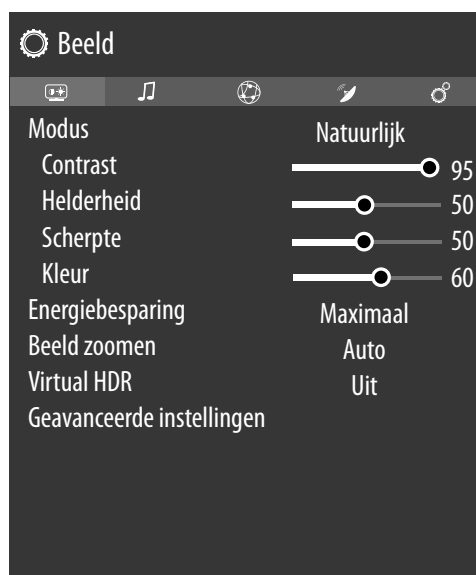 Beeld
Modus Natuurlijk
Contrast 95
Helderheid 50
Scherpte 50
Kleur 60
Energiebesparing Maximaal
Beeld zoomen Auto
Virtual HDR Uit
Geavanceerde instellingen